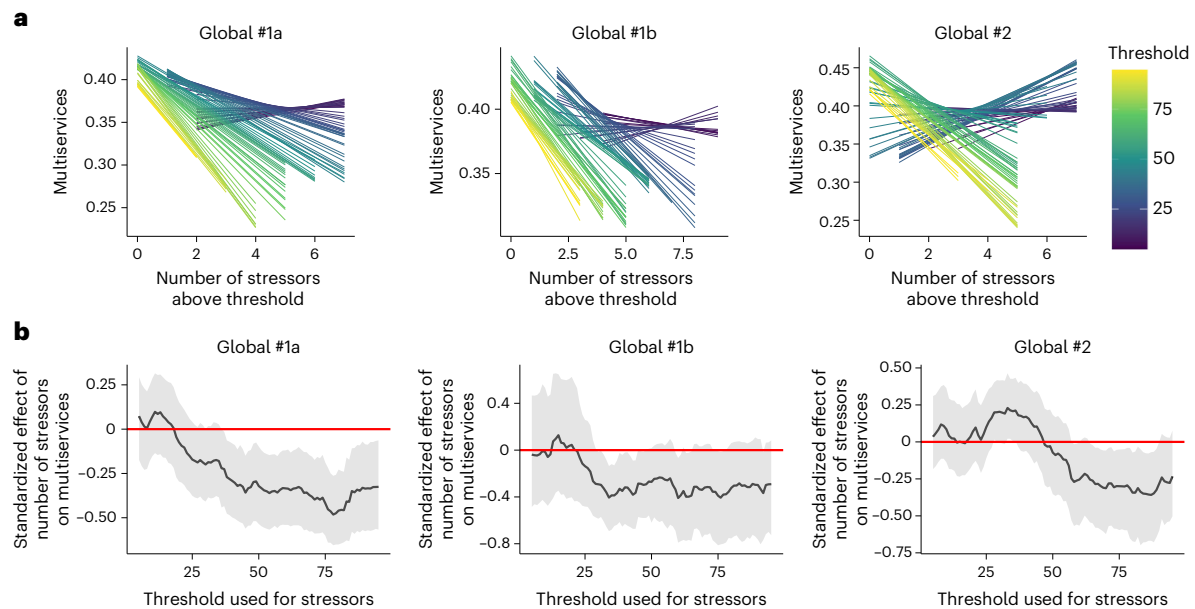 a
Global #1a
Global #1b
Global #2
Threshold
Multiservices
0.40
0.35
0.30
0.25
0
2
4
6
Number of stressors
above threshold
Multiservices
0.40
0.35
0
2.5
5.0
7.5
Number of stressors
above threshold
Multiservices
0.45
0.40
0.35
0.30
0.25
0
2
4
6
Number of stressors
above threshold
75
50
25
b
Global #1a
Global #1b
Global #2
Standardized effect of
number of stressors
on multiservices
0.25
0
−0.25
−0.50
25
50
75
Threshold used for stressors
Standardized effect of
number of stressors
on multiservices
0.4
0
−0.4
−0.8
25
50
75
Threshold used for stressors
Standardized effect of
number of stressors
on multiservices
0.50
0.25
0
−0.25
−0.50
−0.75
25
50
75
Threshold used for stressors